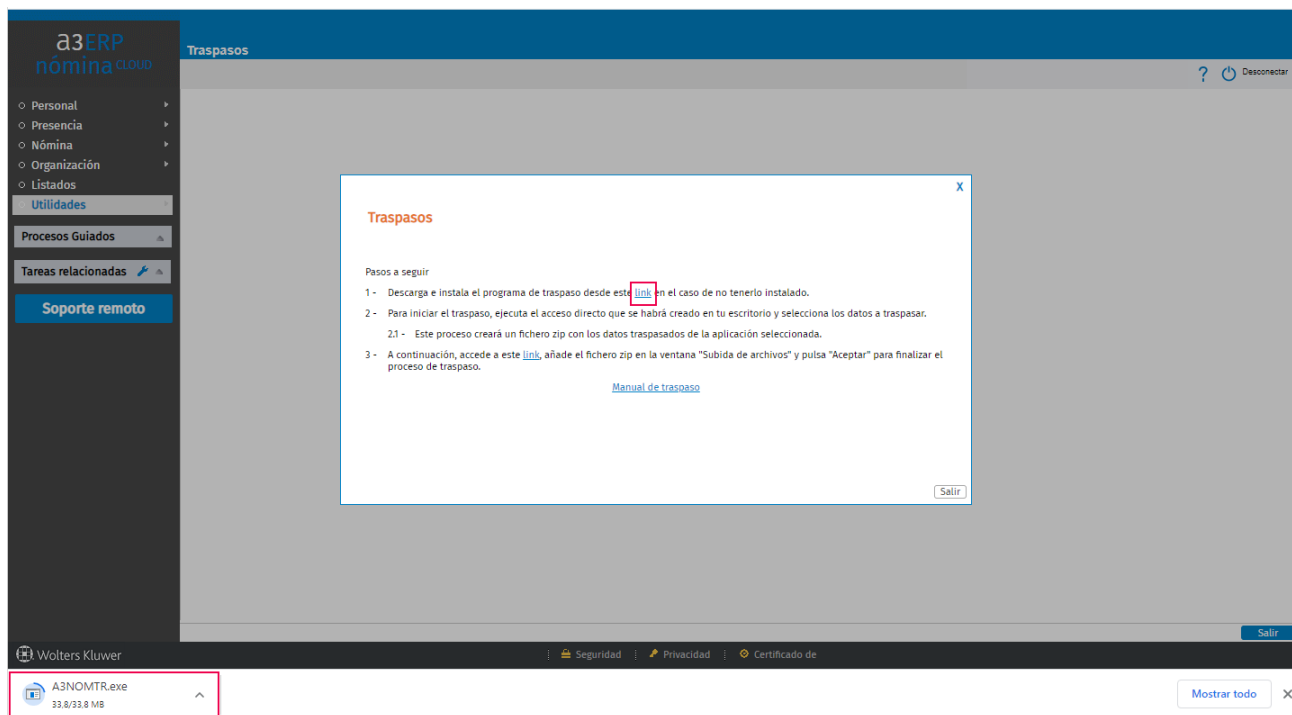 a3ERP
nómina CLOUD
Traspasos
? Desconectar
Personal
Presencia
Nómina
Organización
Listados
Utilidades
Procesos Guiados
Tareas relacionadas
Soporte remoto
X
Traspasos
Pasos a seguir
1 - Descarga e instala el programa de traspaso desde este link en el caso de no tenerlo instalado.
2 - Para iniciar el traspaso, ejecuta el acceso directo que se habrá creado en tu escritorio y selecciona los datos a traspasar.
2.1 - Este proceso creará un fichero zip con los datos traspasados de la aplicación seleccionada.
3 - A continuación, accede a este link, añade el fichero zip en la ventana "Subida de archivos" y pulsa "Aceptar" para finalizar el
proceso de traspaso.
Manual de traspaso
Salir
Salir
Wolters Kluwer
Seguridad
Privacidad
Certificado de
A3NOMTR.exe
33,8/33,8 MB
Mostrar todo